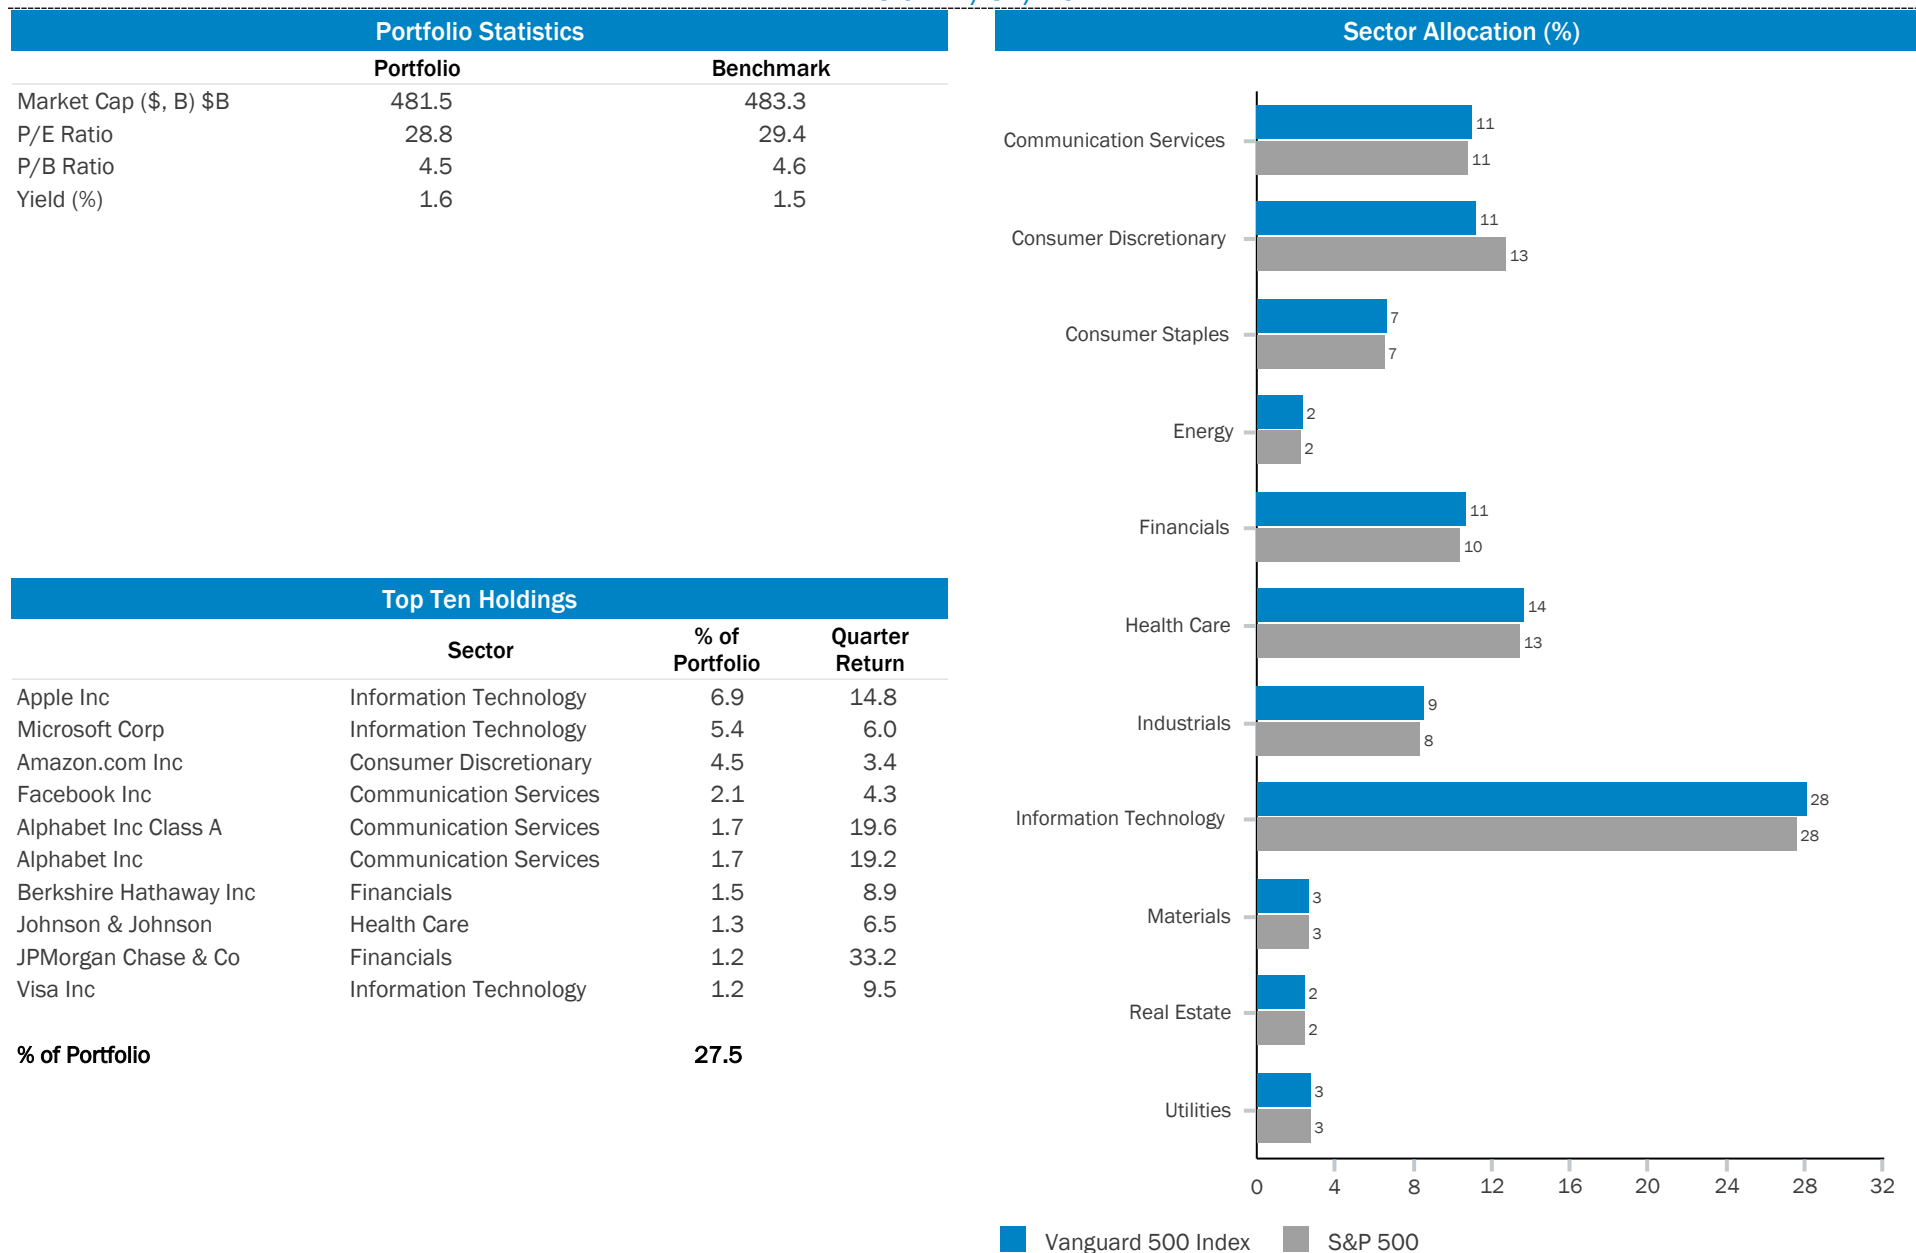 Portfolio Statistics
Portfolio Benchmark
Market Cap ($, B) $B 481.5 483.3
P/E Ratio 28.8 29.4
P/B Ratio 4.5 4.6
Yield (%) 1.6 1.5
Top Ten Holdings
Sector % of Portfolio Quarter Return
Apple Inc Information Technology 6.9 14.8
Microsoft Corp Information Technology 5.4 6.0
Amazon.com Inc Consumer Discretionary 4.5 3.4
Facebook Inc Communication Services 2.1 4.3
Alphabet Inc Class A Communication Services 1.7 19.6
Alphabet Inc Communication Services 1.7 19.2
Berkshire Hathaway Inc Financials 1.5 8.9
Johnson & Johnson Health Care 1.3 6.5
JPMorgan Chase & Co Financials 1.2 33.2
Visa Inc Information Technology 1.2 9.5
% of Portfolio 27.5
Sector Allocation (%)
Communication Services 11 11
Consumer Discretionary 11 13
Consumer Staples 7 7
Energy 2 2
Financials 11 10
Health Care 14 13
Industrials 9 8
Information Technology 28 28
Materials 3 3
Real Estate 2 2
Utilities 3 3
0 4 8 12 16 20 24 28 32
Vanguard 500 Index S&P 500